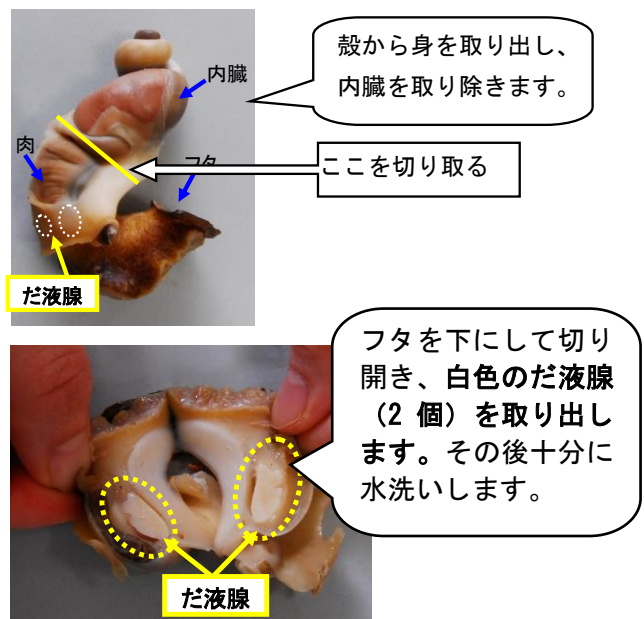 殻から身を取り出し、
内臓を取り除きます。
内臓
肉
フタ
ここを切り取る
だ液腺
フタを下にして切り
開き、白色のだ液腺
（2 個）を取り出し
ます。その後十分に
水洗いします。
だ液腺